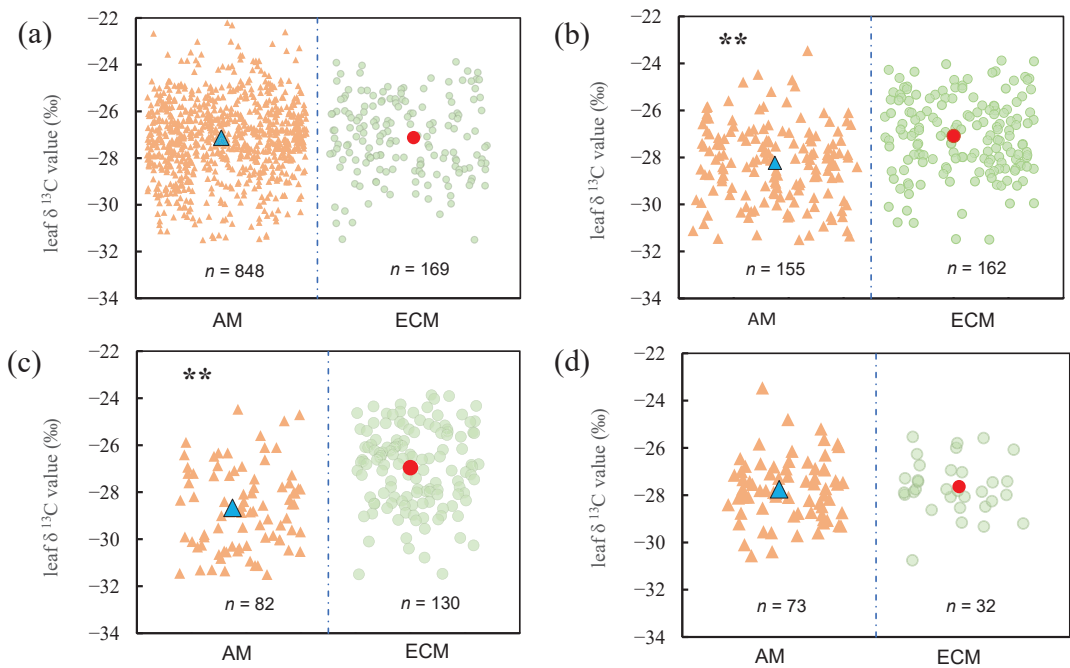 (a)
−22
−24
−26
−28
−30
−32
−34
leaf δ ¹³C value (‰)
n = 848
n = 169
AM
ECM
(b)
**
−22
−24
−26
−28
−30
−32
−34
leaf δ ¹³C value (‰)
n = 155
n = 162
AM
ECM
(c)
**
−22
−24
−26
−28
−30
−32
−34
leaf δ ¹³C value (‰)
n = 82
n = 130
AM
ECM
(d)
−22
−24
−26
−28
−30
−32
−34
leaf δ ¹³C value (‰)
n = 73
n = 32
AM
ECM